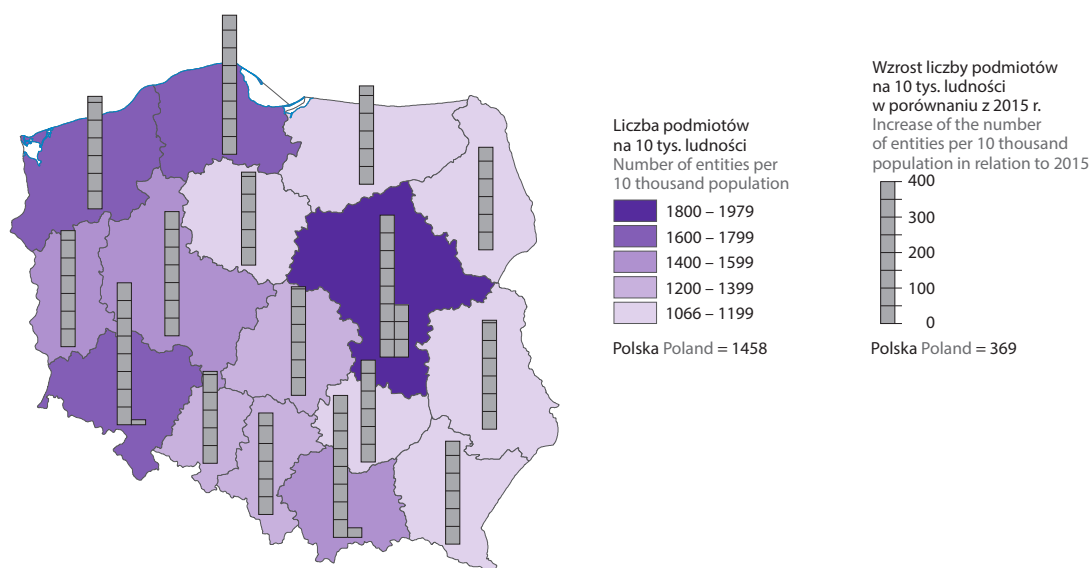 Liczba podmiotów
na 10 tys. ludności
Number of entities per
10 thousand population
1800 – 1979
1600 – 1799
1400 – 1599
1200 – 1399
1066 – 1199
Polska Poland = 1458
Wzrost liczby podmiotów
na 10 tys. ludności
w porównaniu z 2015 r.
Increase of the number
of entities per 10 thousand
population in relation to 2015
400
300
200
100
0
Polska Poland = 369